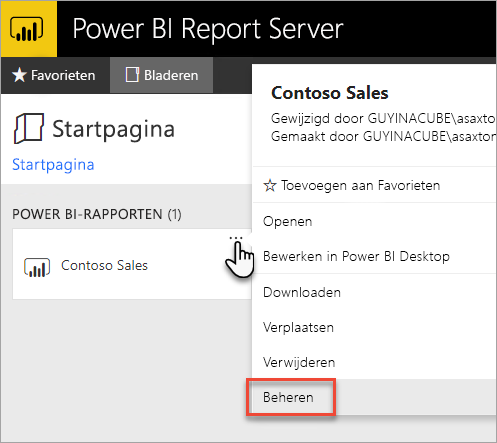 Power BI Report Server
Favorieten
Bladeren
Startpagina
Startpagina
POWER BI-RAPPORTEN (1)
Contoso Sales
Contoso Sales
Gewijzigd door GUYINACUBE\asaxton
Gemaakt door GUYINACUBE\asaxton
Toevoegen aan Favorieten
Openen
Bewerken in Power BI Desktop
Downloaden
Verplaatsen
Verwijderen
Beheren